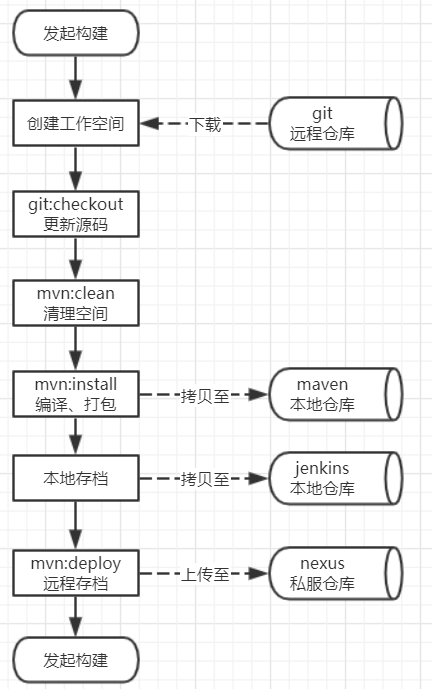 发起构建
创建工作空间
下载
git
远程仓库
git:checkout
更新源码
mvn:clean
清理空间
mvn:install
编译、打包
拷贝至
maven
本地仓库
本地存档
拷贝至
jenkins
本地仓库
mvn:deploy
远程存档
上传至
nexus
私服仓库
发起构建